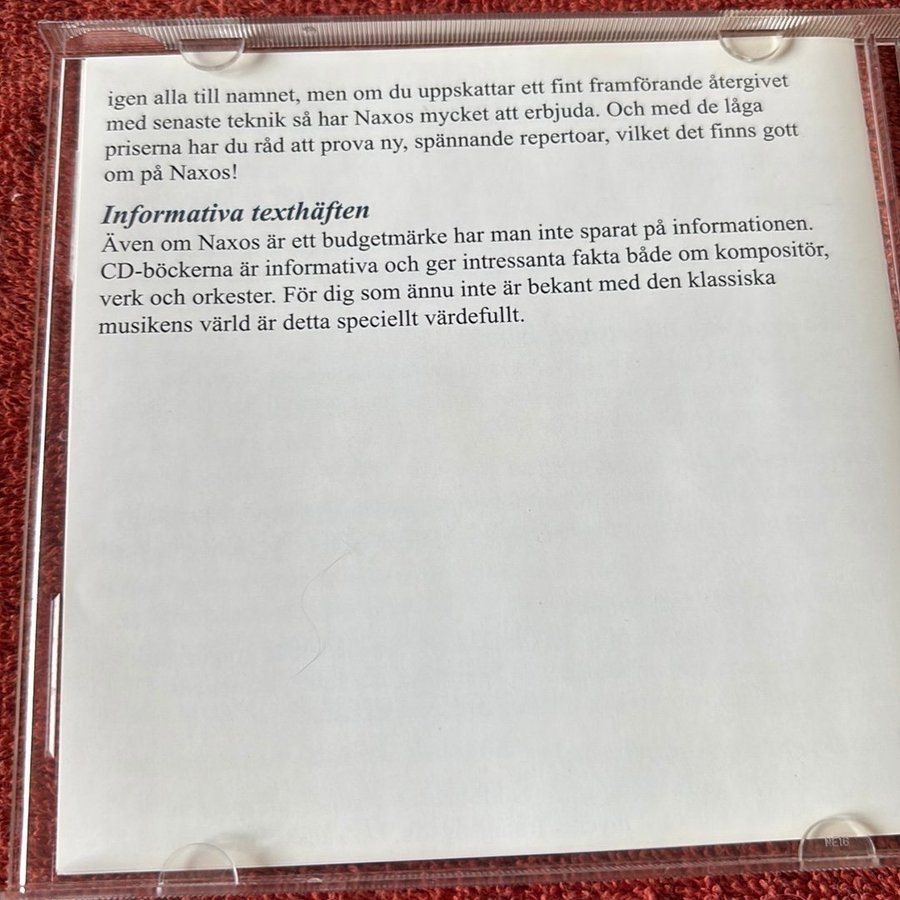 igen alla till namnet, men om du uppskattar ett fint framförande återgivet
med senaste teknik så har Naxos mycket att erbjuda. Och med de låga
priserna har du råd att prova ny, spännande repertoar, vilket det finns gott
om på Naxos!
Informativa texthäften
Även om Naxos är ett budgetmärke har man inte sparat på informationen.
CD-böckerna är informativa och ger intressanta fakta både om kompositör,
verk och orkester. För dig som ännu inte är bekant med den klassiska
musikens värld är detta speciellt värdefullt.
NE16